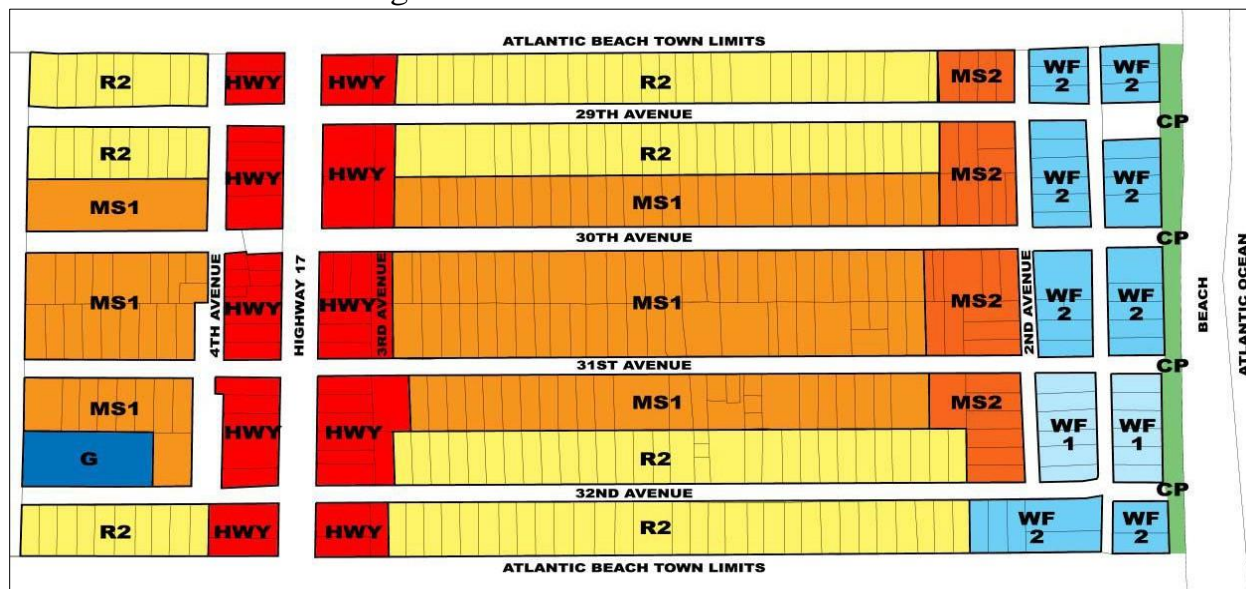 ATLANTIC BEACH TOWN LIMITS
R2
HWY
HWY
R2
MS2
WF
2
WF
2
29TH AVENUE
CP
R2
MS1
HWY
HWY
R2
MS1
MS2
WF
2
WF
2
30TH AVENUE
CP
MS1
4TH AVENUE
HWY
HIGHWAY 17
HWY
3RD AVENUE
MS1
MS2
2ND AVENUE
WF
2
WF
2
BEACH
ATLANTIC OCEAN
31ST AVENUE
CP
MS1
G
HWY
HWY
MS1
R2
MS2
WF
1
WF
1
32ND AVENUE
CP
R2
HWY
HWY
R2
WF
2
WF
2
ATLANTIC BEACH TOWN LIMITS